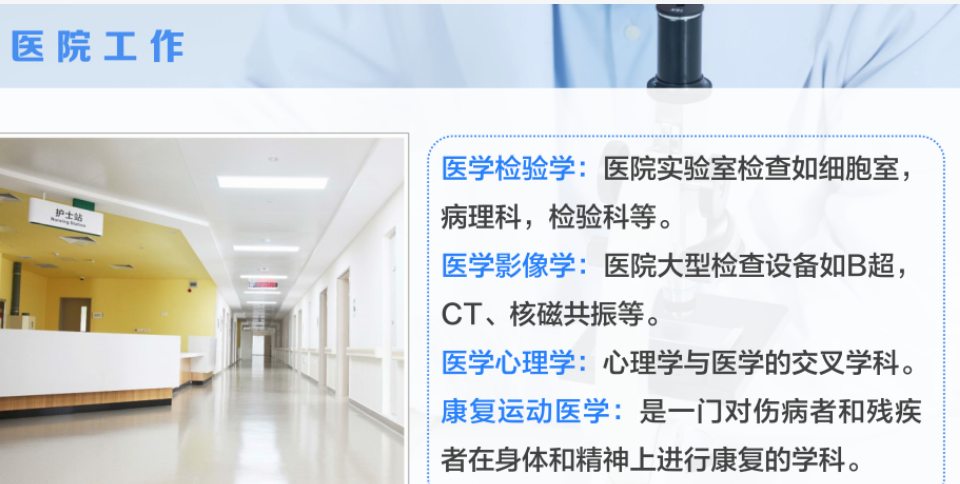 医院工作
护士站
Nursing Station
医学检验学：医院实验室检查如细胞室，
病理科，检验科等。
医学影像学：医院大型检查设备如B超，
CT、核磁共振等。
医学心理学：心理学与医学的交叉学科。
康复运动医学：是一门对伤病者和残疾
者在身体和精神上进行康复的学科。